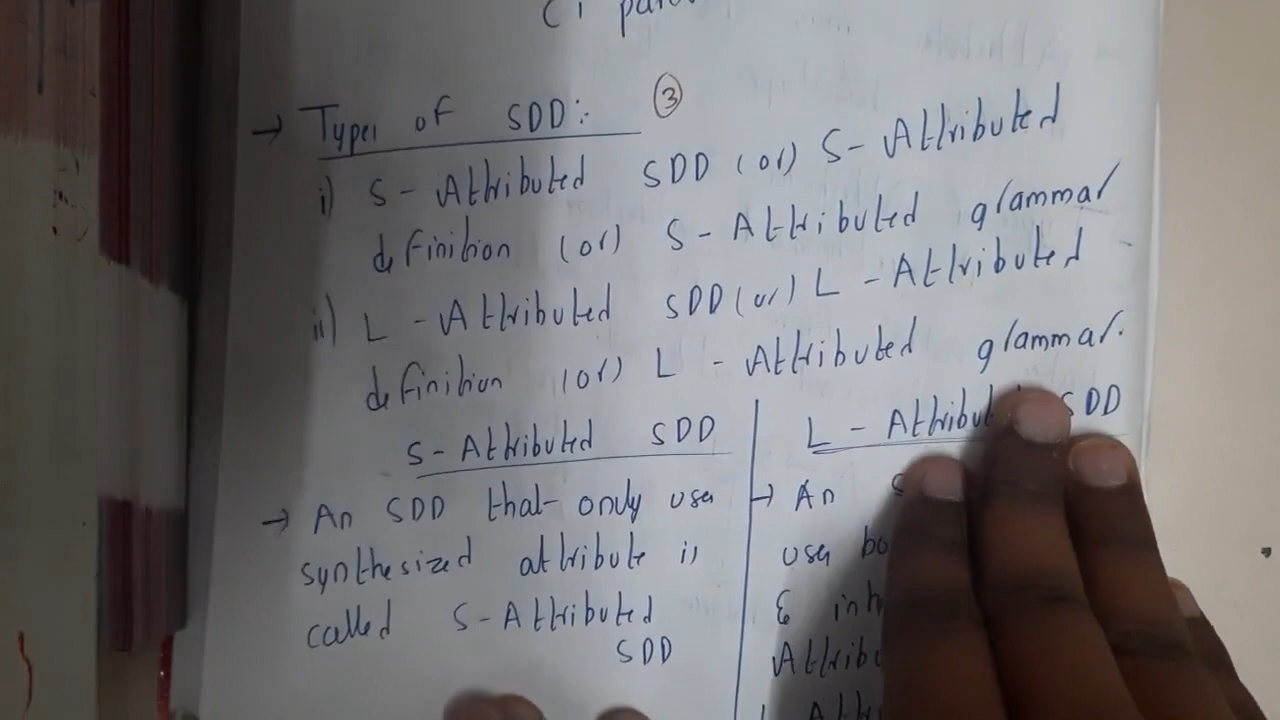 → Types of SDD:- ③
i) S - Attributed SDD (or) S - Attributed
definition (or) S - Attributed grammar
ii) L - Attributed SDD (or) L - Attributed
definition (or) L - Attributed grammar.
S - Attributed SDD
→ An SDD that only uses
synthesized attribute is
called S - Attributed
SDD
L - SDD
→ An
uses
&